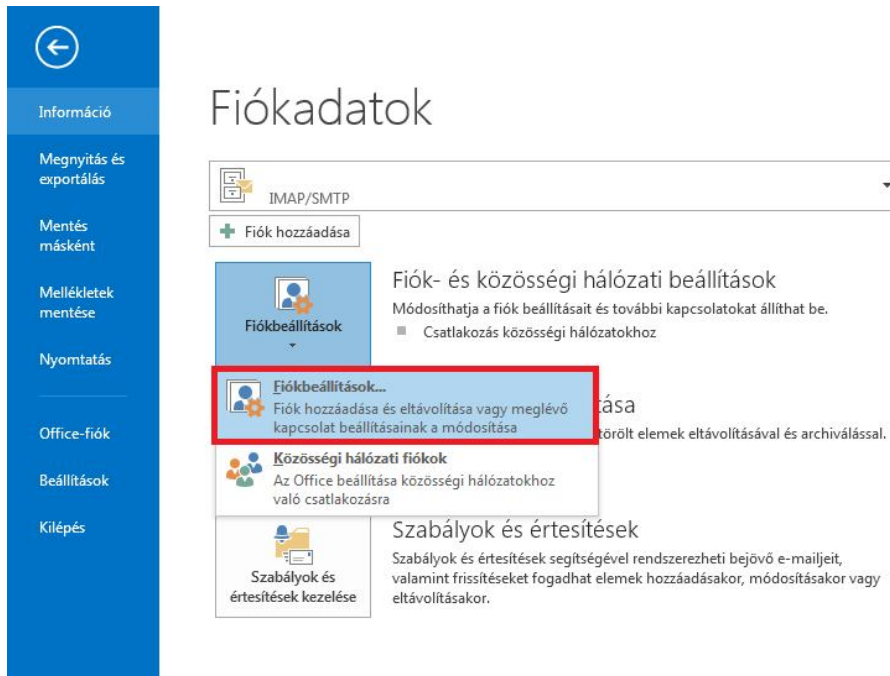 Információ
Megnyitás és
exportálás
Mentés
másként
Mellékletek
mentése
Nyomtatás
Office-fiók
Beállítások
Kilépés
Fiókadatok
IMAP/SMTP
Fiók hozzáadása
Fiókbeállítások
Fiók- és közösségi hálózati beállítások
Módosíthatja a fiók beállításait és további kapcsolatokat állíthat be.
Csatlakozás közösségi hálózatokhoz
Fiókbeállítások...
Fiók hozzáadása és eltávolítása vagy meglévő
kapcsolat beállításainak a módosítása
tása
törölt elemek eltávolításával és archiválással.
Közösségi hálózati fiókok
Az Office beállítása közösségi hálózatokhoz
való csatlakozásra
Szabályok és
értesítések kezelése
Szabályok és értesítések
Szabályok és értesítések segítségével rendszerezheti bejövő e-mailjeit,
valamint frissítéseket fogadhat elemek hozzáadásakor, módosításakor vagy
eltávolításakor.